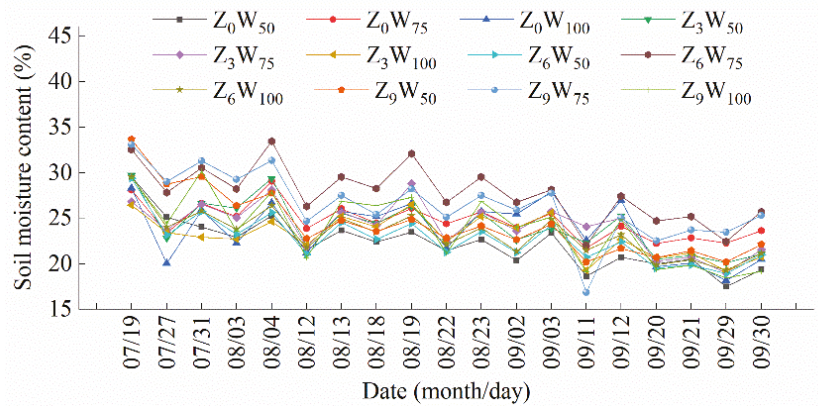 Z₀W₅₀ Z₀W₇₅ Z₀W₁₀₀ Z₃W₅₀
Z₃W₇₅ Z₃W₁₀₀ Z₆W₅₀ Z₆W₇₅
Z₆W₁₀₀ Z₉W₅₀ Z₉W₇₅ Z₉W₁₀₀
Soil moisture content (%)
45
40
35
30
25
20
15
07/19 07/27 07/31 08/03 08/04 08/12 08/13 08/18 08/19 08/22 08/23 09/02 09/03 09/11 09/12 09/20 09/21 09/29 09/30
Date (month/day)